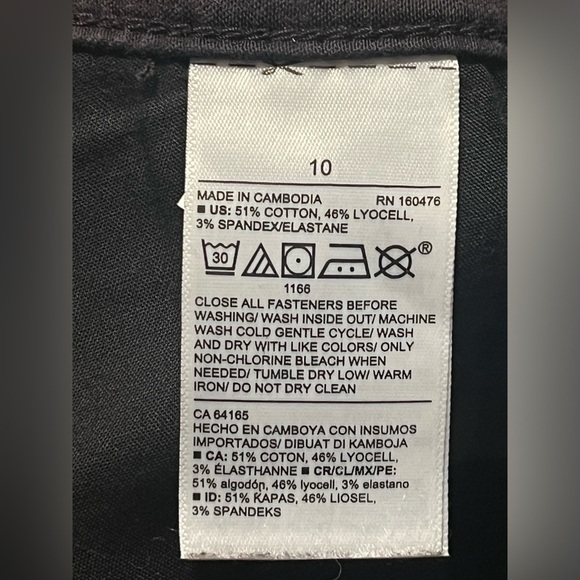 10
MADE IN CAMBODIA RN 160476
■ US: 51% COTTON, 46% LYOCELL,
3% SPANDEX/ELASTANE
30 ®
1166
CLOSE ALL FASTENERS BEFORE
WASHING/ WASH INSIDE OUT/ MACHINE
WASH COLD GENTLE CYCLE/ WASH
AND DRY WITH LIKE COLORS/ ONLY
NON-CHLORINE BLEACH WHEN
NEEDED/ TUMBLE DRY LOW/ WARM
IRON/ DO NOT DRY CLEAN
CA 64165
HECHO EN CAMBOYA CON INSUMOS
IMPORTADOS/ DIBUAT DI KAMBOJA
■ CA: 51% COTON, 46% LYOCELL,
3% ÉLASTHANNE ■ CR/CL/MX/PE:
51% algodón, 46% lyocell, 3% elastano
■ ID: 51% KAPAS, 46% LIOSEL,
3% SPANDEKS